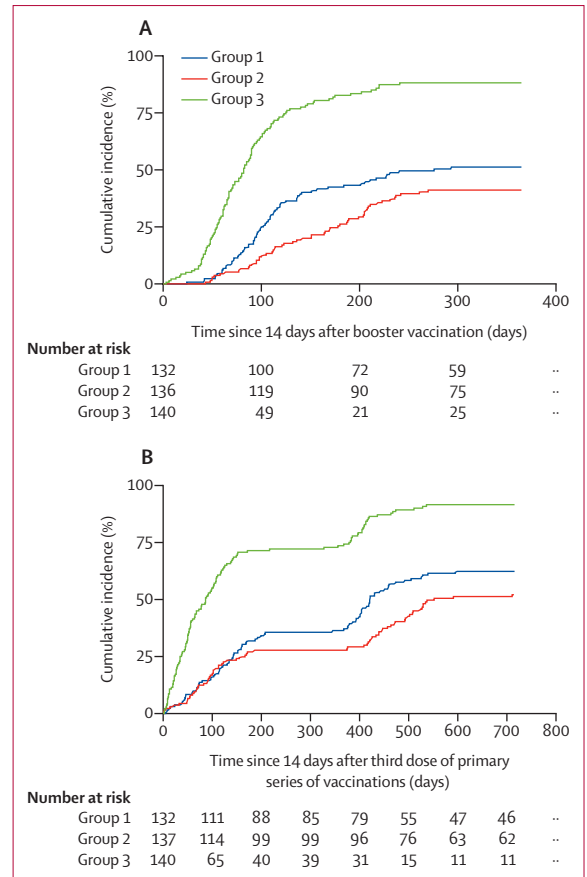 A
100
75
50
25
0
Cumulative incidence (%)
Group 1
Group 2
Group 3
0 100 200 300 400
Time since 14 days after booster vaccination (days)
Number at risk
Group 1 132 100 72 59 ··
Group 2 136 119 90 75 ··
Group 3 140 49 21 25 ··
B
100
75
50
25
0
Cumulative incidence (%)
0 100 200 300 400 500 600 700 800
Time since 14 days after third dose of primary
series of vaccinations (days)
Number at risk
Group 1 132 111 88 85 79 55 47 46 ··
Group 2 137 114 99 99 96 76 63 62 ··
Group 3 140 65 40 39 31 15 11 11 ··